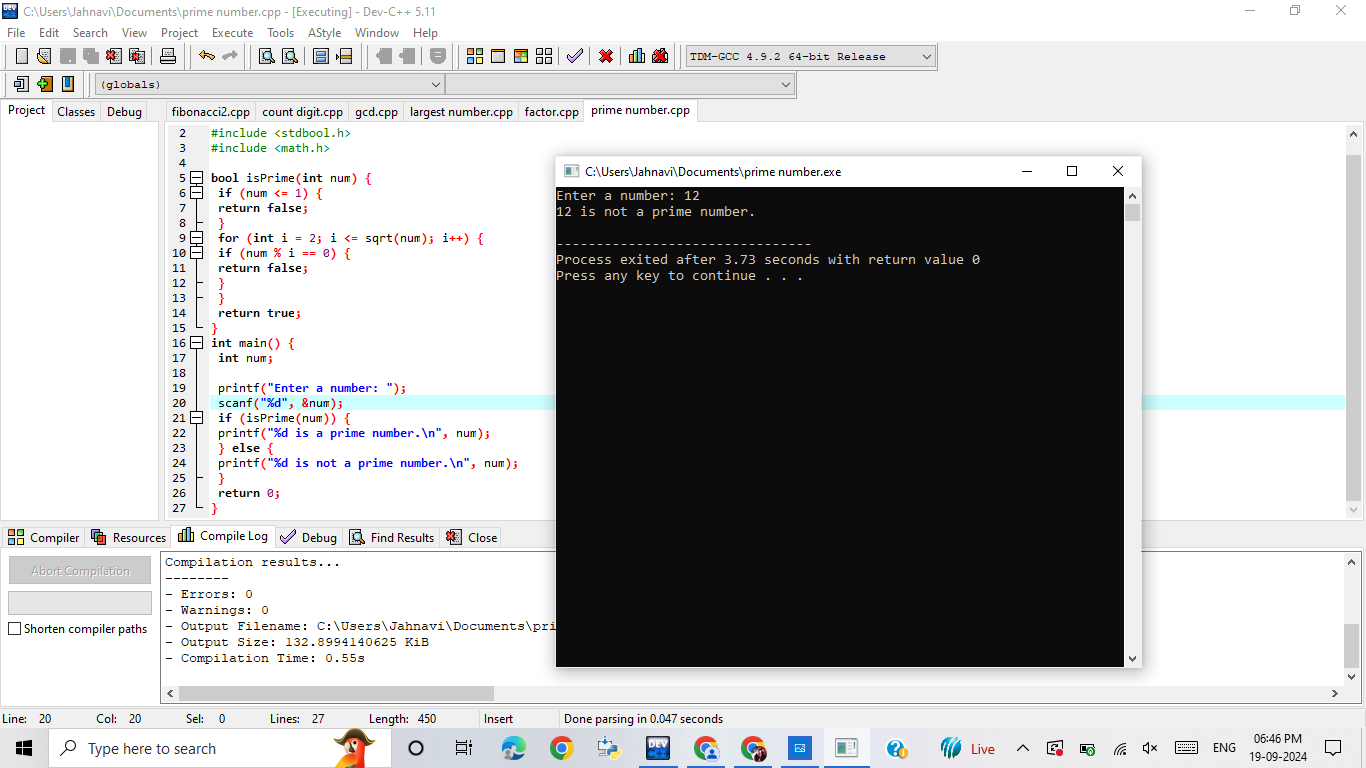 C:\Users\Jahnavi\Documents\prime number.cpp - [Executing] - Dev-C++ 5.11
File Edit Search View Project Execute Tools AStyle Window Help
TDM-GCC 4.9.2 64-bit Release
(globals)
Project Classes Debug
fibonacci2.cpp count digit.cpp gcd.cpp largest number.cpp factor.cpp prime number.cpp
2 #include <stdbool.h>
3 #include <math.h>
4
5 bool isPrime(int num) {
6 if (num <= 1) {
7 return false;
8 }
9 for (int i = 2; i <= sqrt(num); i++) {
10 if (num % i == 0) {
11 return false;
12 }
13 }
14 return true;
15 }
16 int main() {
17 int num;
18
19 printf("Enter a number: ");
20 scanf("%d", &num);
21 if (isPrime(num)) {
22 printf("%d is a prime number.\n", num);
23 } else {
24 printf("%d is not a prime number.\n", num);
25 }
26 return 0;
27 }
C:\Users\Jahnavi\Documents\prime number.exe
Enter a number: 12
12 is not a prime number.
--------------------------------
Process exited after 3.73 seconds with return value 0
Press any key to continue . . .
Compiler Resources Compile Log Debug Find Results Close
Abort Compilation
Shorten compiler paths
Compilation results...
--------
- Errors: 0
- Warnings: 0
- Output Filename: C:\Users\Jahnavi\Documents\pri
- Output Size: 132.8994140625 KiB
- Compilation Time: 0.55s
Line: 20 Col: 20 Sel: 0 Lines: 27 Length: 450 Insert Done parsing in 0.047 seconds
Type here to search
DEV
Live
ENG
06:46 PM
19-09-2024